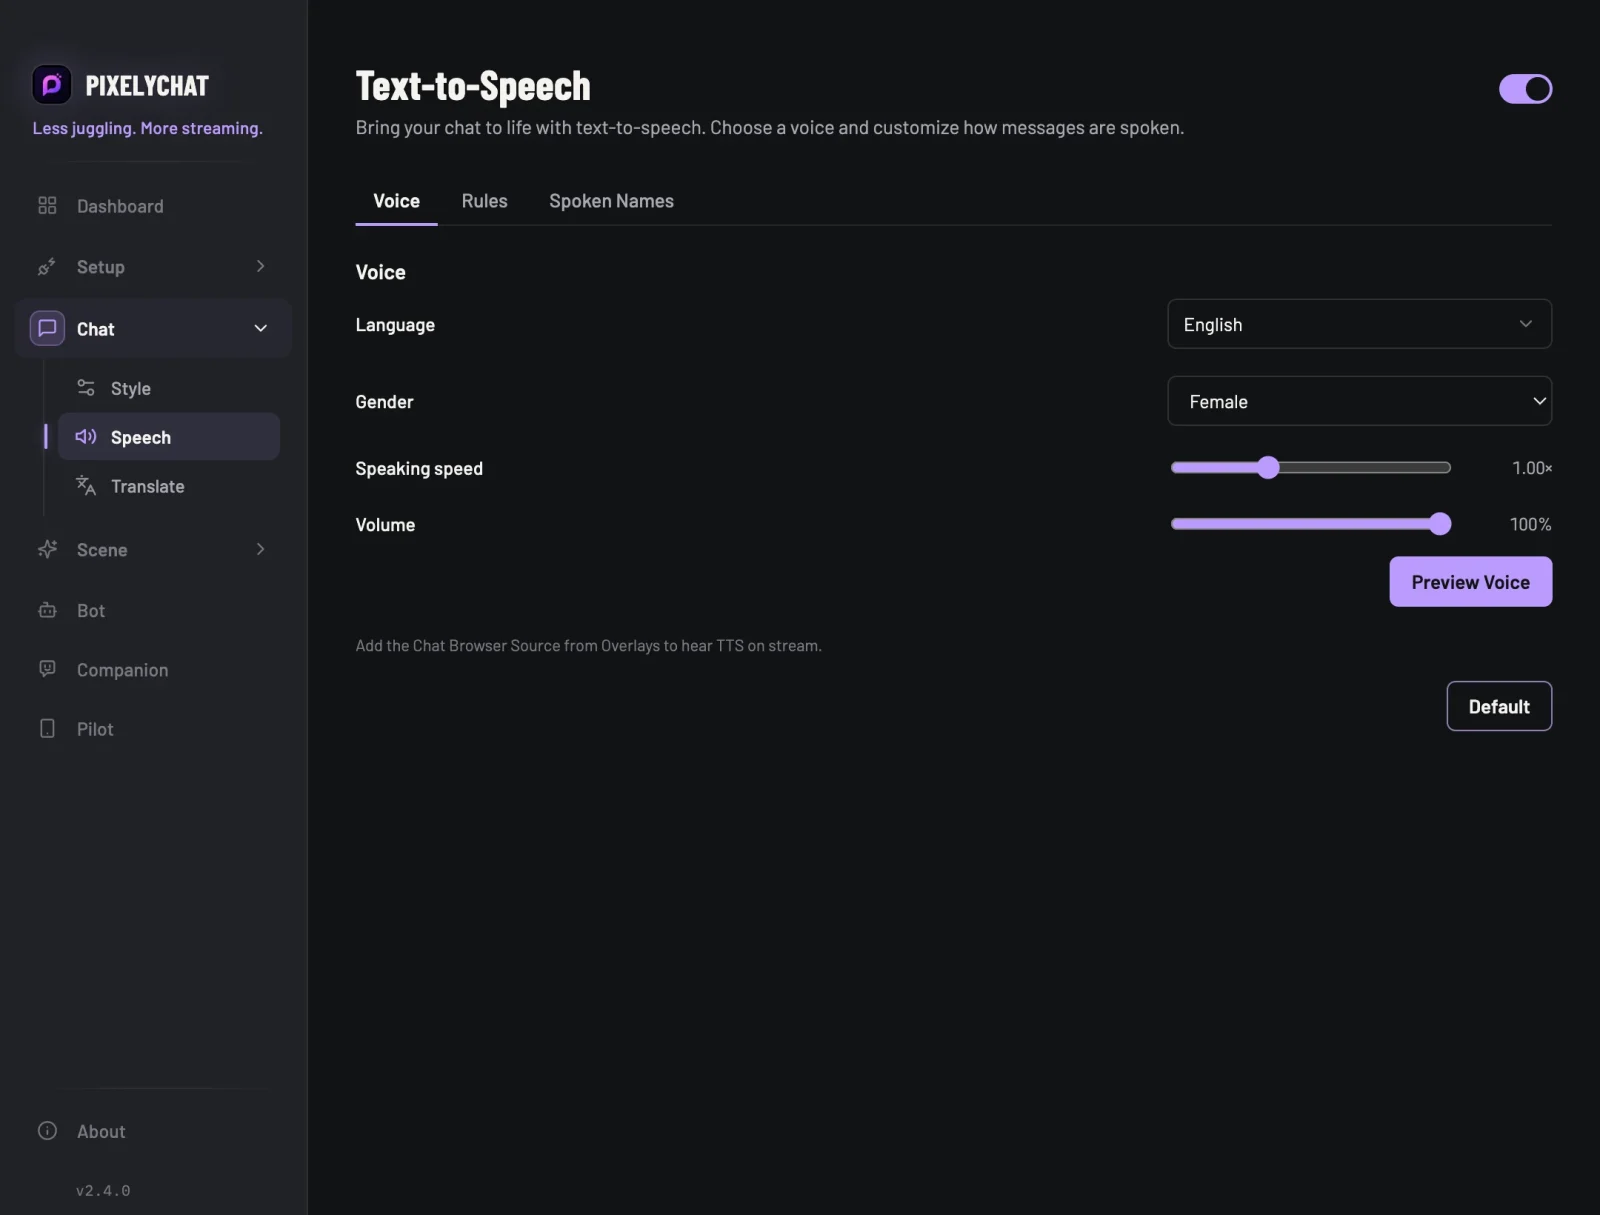 PIXELYCHAT
Less juggling. More streaming.
Dashboard
Setup
Chat
Style
Speech
Translate
Scene
Bot
Companion
Pilot
About
v2.4.0
Text-to-Speech
Bring your chat to life with text-to-speech. Choose a voice and customize how messages are spoken.
Voice Rules Spoken Names
Voice
Language English
Gender Female
Speaking speed 1.00×
Volume 100%
Preview Voice
Add the Chat Browser Source from Overlays to hear TTS on stream.
Default